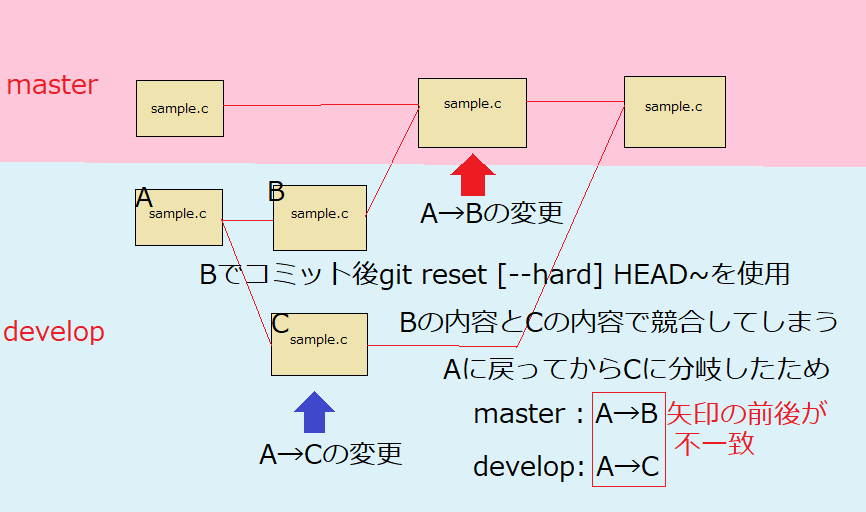 master
sample.c
sample.c
sample.c
A
sample.c
B
sample.c
A→Bの変更
Bでコミット後git reset [--hard] HEAD~を使用
develop
C
sample.c
Bの内容とCの内容で競合してしまう
Aに戻ってからCに分岐したため
A→Cの変更
master : A→B
矢印の前後が
不一致
develop: A→C